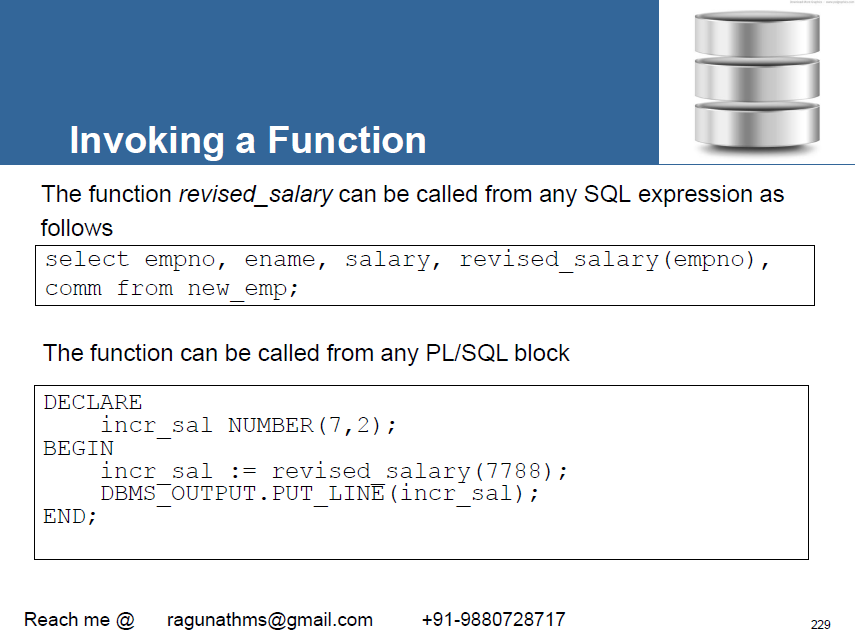 Invoking a Function
The function revised_salary can be called from any SQL expression as
follows
select empno, ename, salary, revised_salary(empno),
comm from new_emp;
The function can be called from any PL/SQL block
DECLARE
    incr_sal NUMBER(7,2);
BEGIN
    incr_sal := revised_salary(7788);
    DBMS_OUTPUT.PUT_LINE(incr_sal);
END;
Reach me @ ragunathms@gmail.com +91-9880728717
229